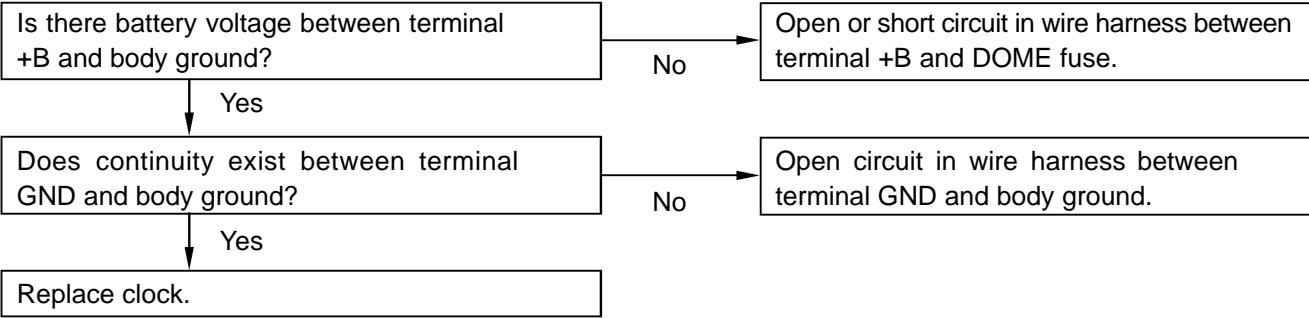 Is there battery voltage between terminal
+B and body ground?
No
Open or short circuit in wire harness between
terminal +B and DOME fuse.
Yes
Does continuity exist between terminal
GND and body ground?
No
Open circuit in wire harness between
terminal GND and body ground.
Yes
Replace clock.